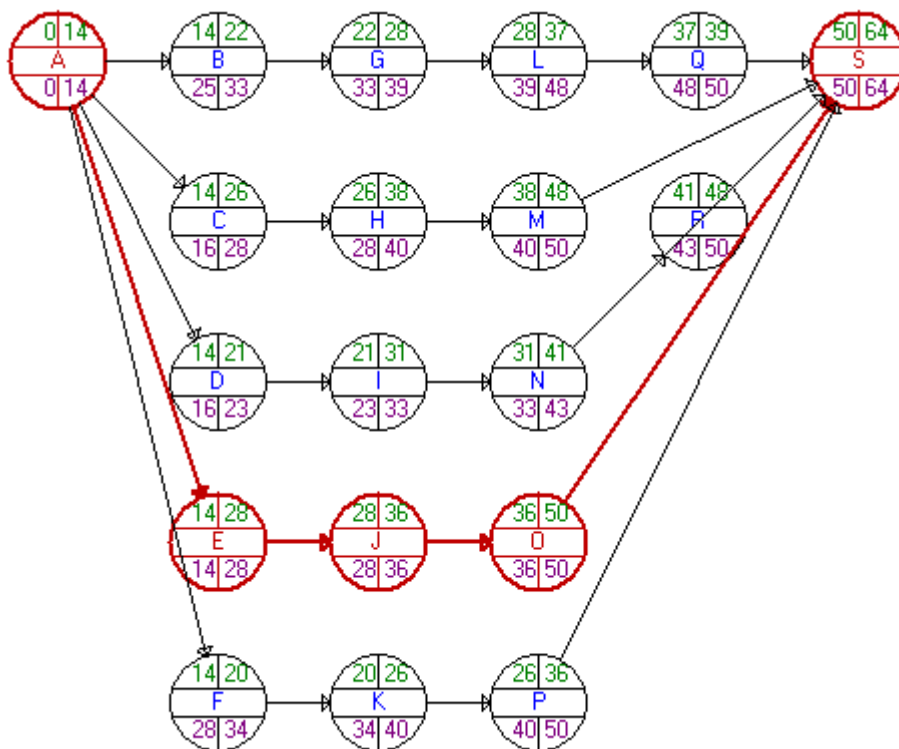 0 14 14 22 22 28 28 37 37 39 50 64
A B G L Q S
0 14 25 33 33 39 39 48 48 50 50 64
14 26 26 38 38 48 41 48
C H M R
16 28 28 40 40 50 43 50
14 21 21 31 31 41
D I N
16 23 23 33 33 43
14 28 28 36 36 50
E J O
14 28 28 36 36 50
14 20 20 26 26 36
F K P
28 34 34 40 40 50